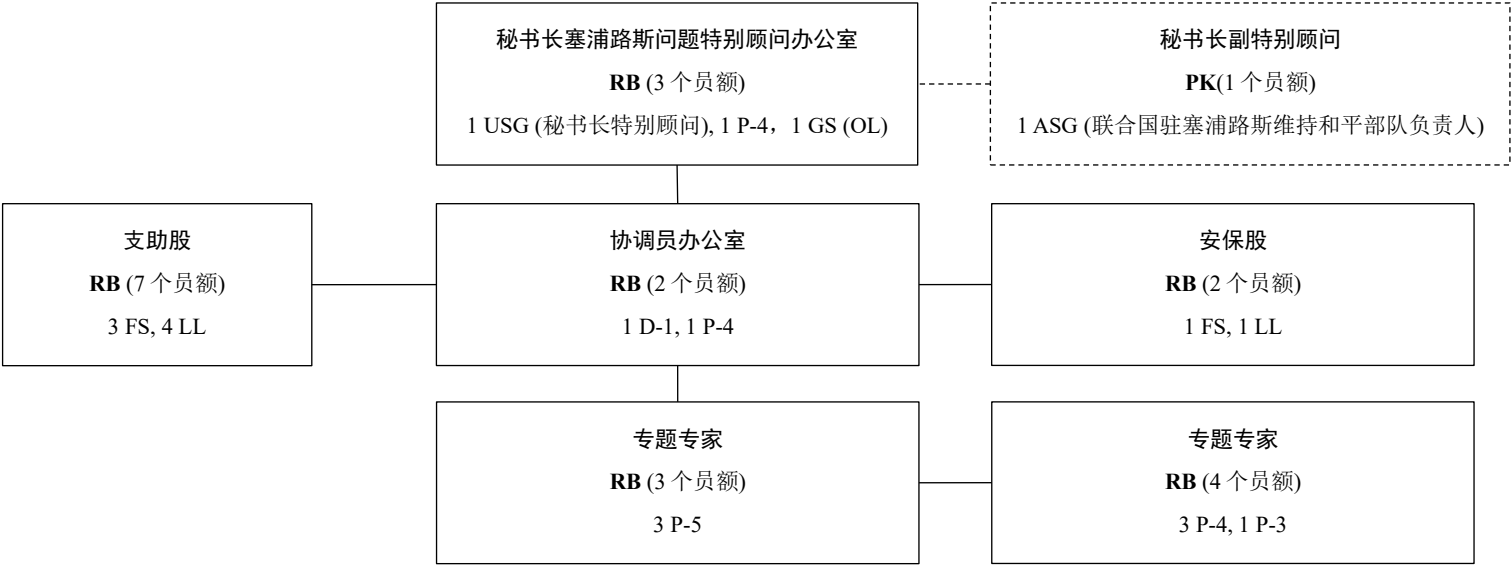 秘书长塞浦路斯问题特别顾问办公室
RB (3 个员额)
1 USG (秘书长特别顾问), 1 P-4，1 GS (OL)
秘书长副特别顾问
PK(1 个员额)
1 ASG (联合国驻塞浦路斯维持和平部队负责人)
支助股
RB (7 个员额)
3 FS, 4 LL
协调员办公室
RB (2 个员额)
1 D-1, 1 P-4
安保股
RB (2 个员额)
1 FS, 1 LL
专题专家
RB (3 个员额)
3 P-5
专题专家
RB (4 个员额)
3 P-4, 1 P-3